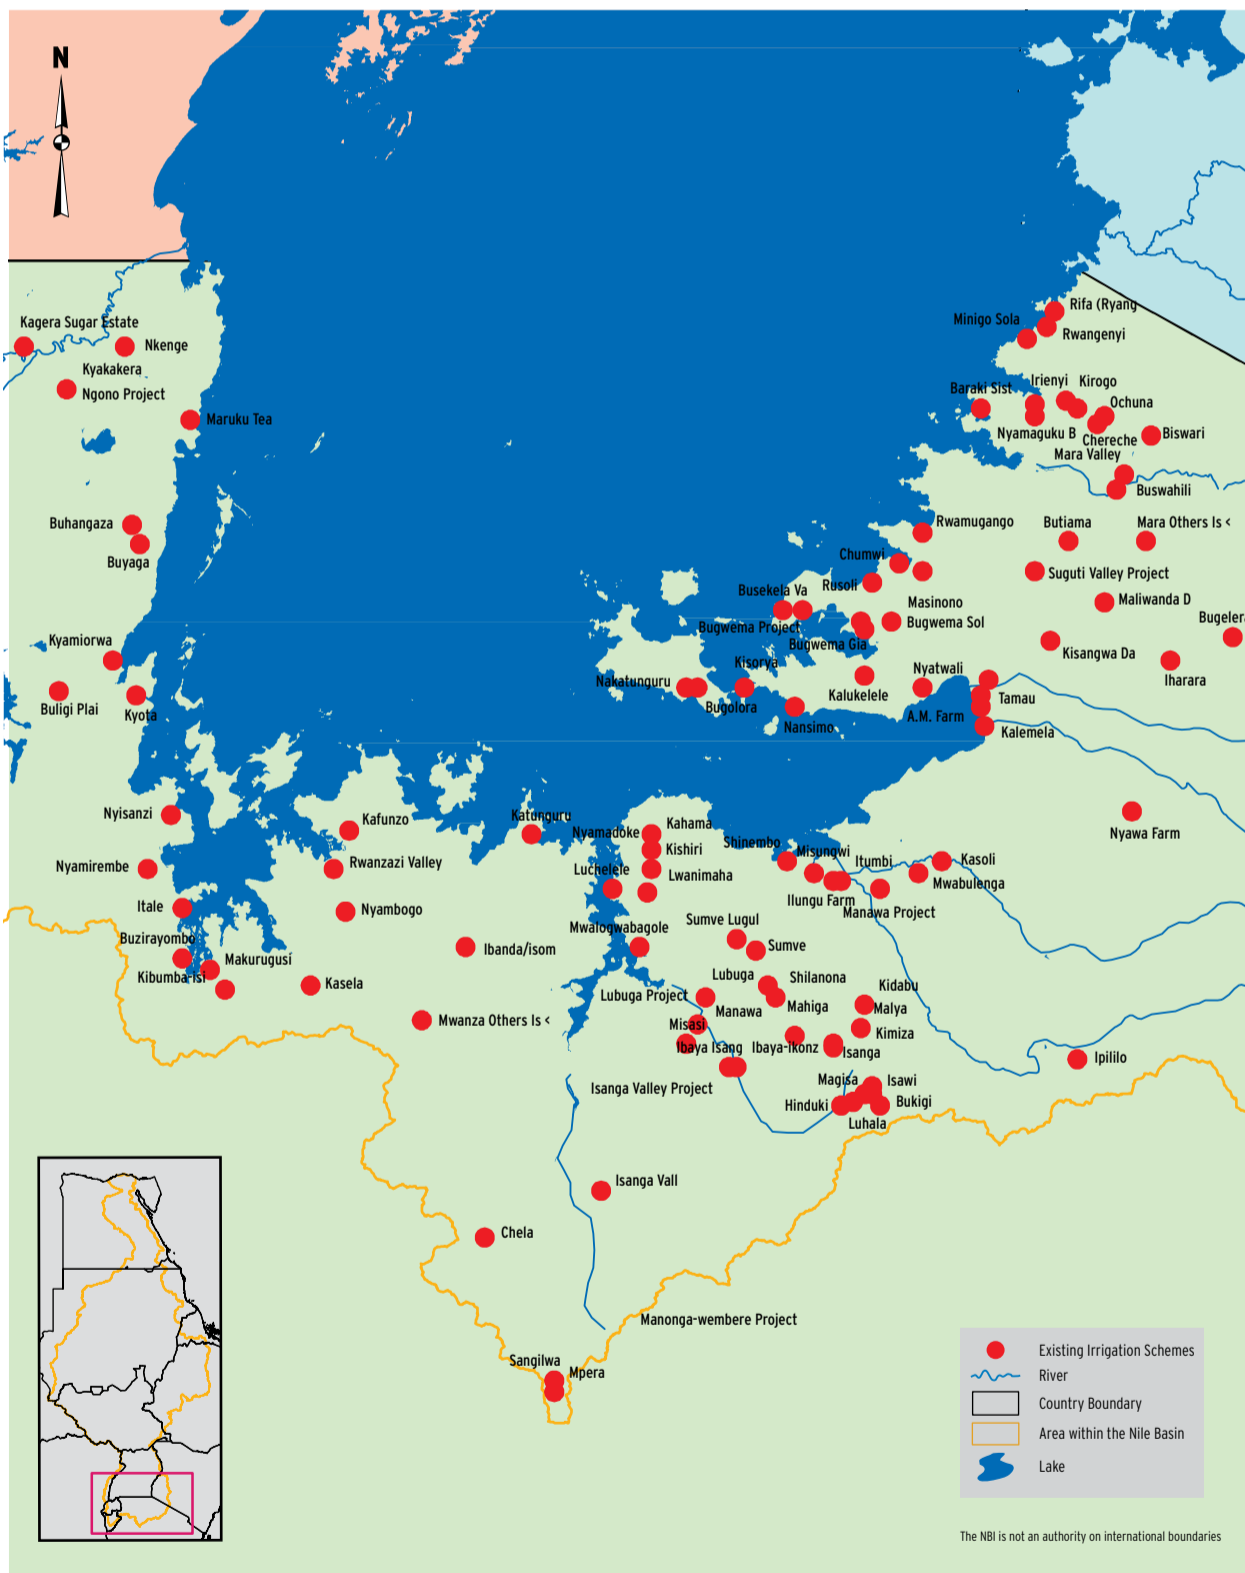 N
Kagera Sugar Estate
Nkenge
Kyakakera
Ngono Project
Maruku Tea
Minigo Sola
Rifa (Ryang
Rwangenyi
Baraki Sist
Irienyi
Kirogo
Ochuna
Nyamaguku B
Chereche
Biswari
Mara Valley
Buswahili
Buhangaza
Buyaga
Rwamugango
Butiama
Mara Others Is <
Chumwi
Rusoli
Suguti Valley Project
Busekela Va
Masinono
Maliwanda D
Bugwema Project
Bugwema Sol
Bugelera
Bugwema Gia
Kyamiorwa
Kisangwa Da
Kisorya
Nyatwali
Iharara
Nakatunguru
Buligi Plai
Kyota
Bugolora
Kalukelele
Tamau
Nansimo
A.M. Farm
Kalemela
Nyisanzi
Kafunzo
Katunguru
Nyamadoke
Kahama
Nyawa Farm
Kishiri
Shinembo
Misungwi
Itumbi
Kasoli
Nyamirembe
Rwanzazi Valley
Luchelele
Lwanimaha
Mwabulenga
Ilungu Farm
Manawa Project
Itale
Nyambogo
Mwalogwabagole
Sumve Lugul
Buzirayombo
Ibanda/isom
Sumve
Makurugusi
Kibumba-isi
Kasela
Lubuga
Shilanona
Lubuga Project
Kidabu
Manawa
Mahiga
Malya
Mwanza Others Is <
Misasi
Kimiza
Ibaya Isang
Ibaya-Ikonz
Isanga
Ipililo
Isanga Valley Project
Magisa
Isawi
Hinduki
Bukigi
Luhala
Isanga Vall
Chela
Manonga-wembere Project
Sangilwa
Mpera
Existing Irrigation Schemes
River
Country Boundary
Area within the Nile Basin
Lake
The NBI is not an authority on international boundaries